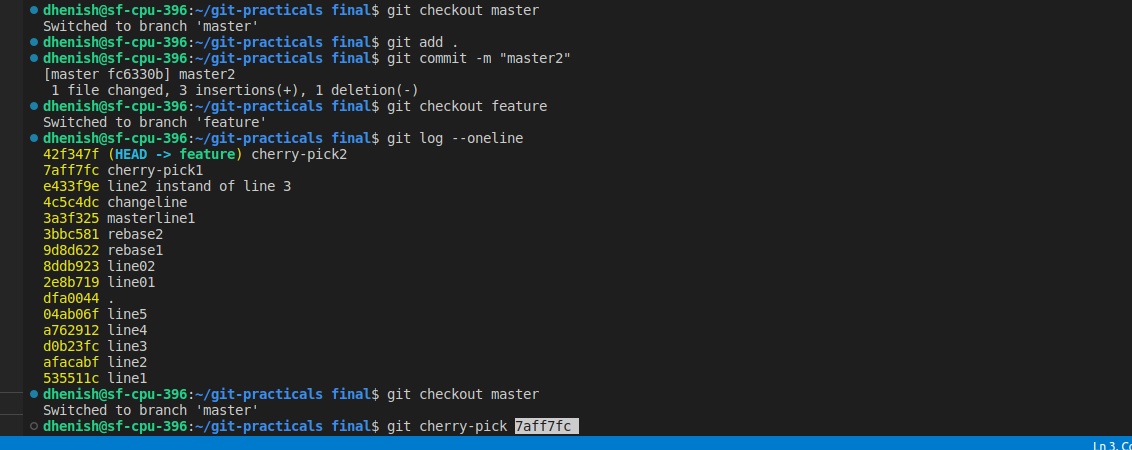 dhenish@sf-cpu-396:~/git-practicals final$ git checkout master
Switched to branch 'master'
dhenish@sf-cpu-396:~/git-practicals final$ git add .
dhenish@sf-cpu-396:~/git-practicals final$ git commit -m "master2"
[master fc6330b] master2
1 file changed, 3 insertions(+), 1 deletion(-)
dhenish@sf-cpu-396:~/git-practicals final$ git checkout feature
Switched to branch 'feature'
dhenish@sf-cpu-396:~/git-practicals final$ git log --oneline
42f347f (HEAD -> feature) cherry-pick2
7aff7fc cherry-pick1
e433f9e line2 instand of line 3
4c5c4dc changeline
3a3f325 masterline1
3bbc581 rebase2
9d8d622 rebase1
8ddb923 line02
2e8b719 line01
dfa0044 .
04ab06f line5
a762912 line4
d0b23fc line3
afacabf line2
535511c line1
dhenish@sf-cpu-396:~/git-practicals final$ git checkout master
Switched to branch 'master'
dhenish@sf-cpu-396:~/git-practicals final$ git cherry-pick 7aff7fc
Ln 3, Co